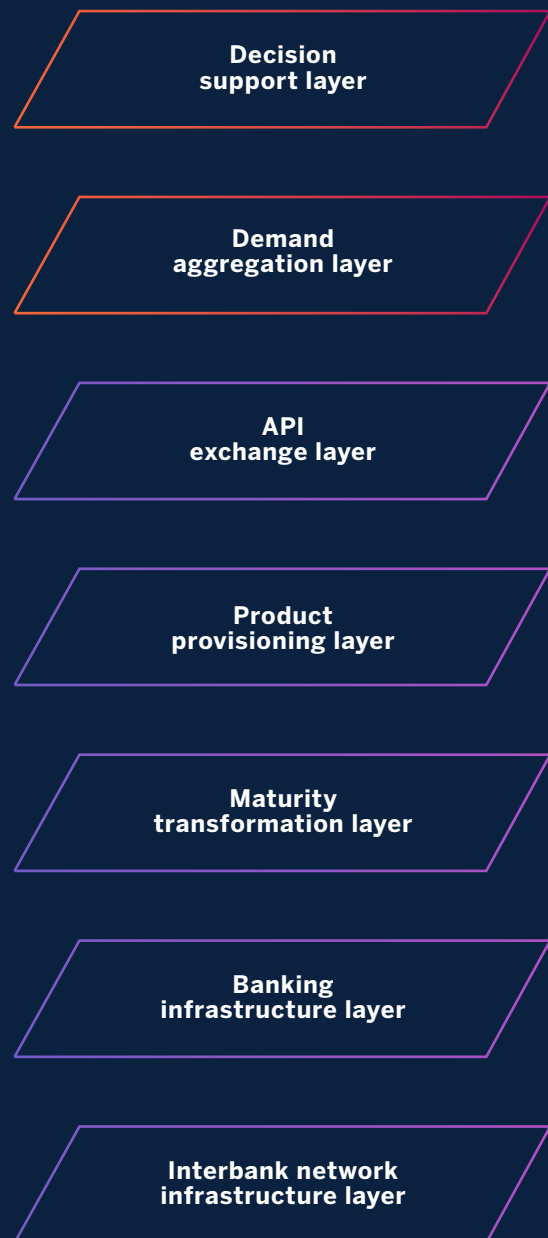 Decision
support layer
Demand
aggregation layer
API
exchange layer
Product
provisioning layer
Maturity
transformation layer
Banking
infrastructure layer
Interbank network
infrastructure layer